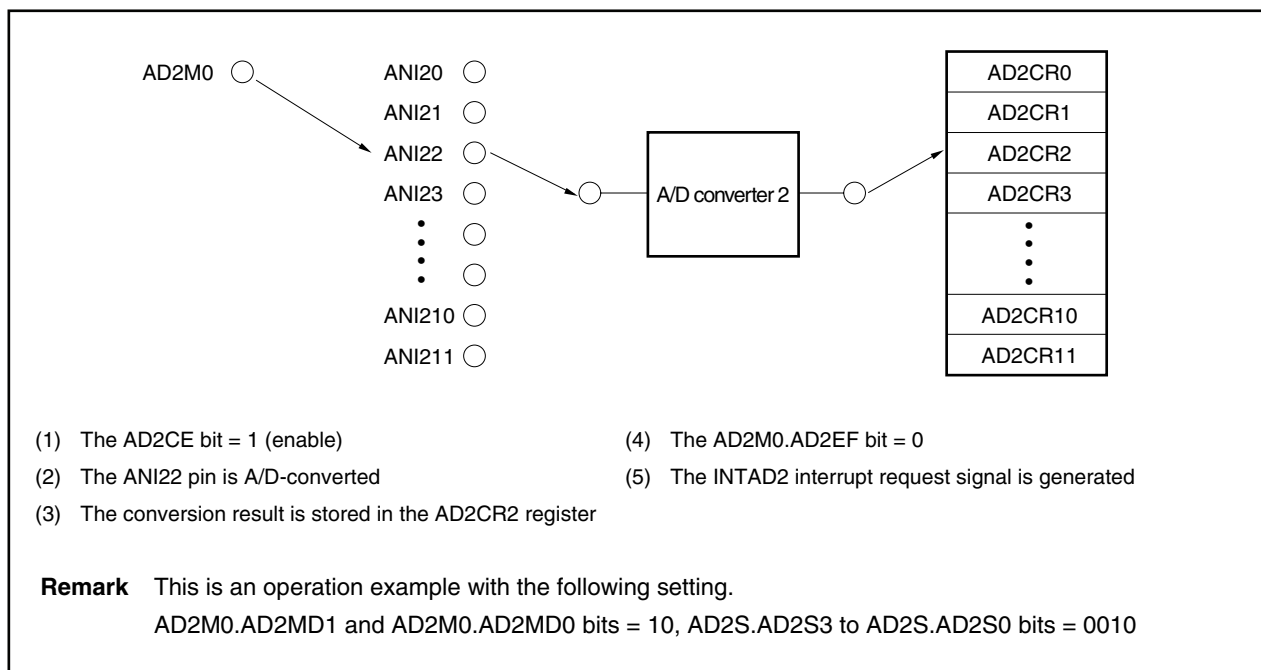 AD2M0
ANI20
ANI21
ANI22
ANI23
ANI210
ANI211
A/D converter 2
AD2CR0
AD2CR1
AD2CR2
AD2CR3
AD2CR10
AD2CR11
(1) The AD2CE bit = 1 (enable)
(2) The ANI22 pin is A/D-converted
(3) The conversion result is stored in the AD2CR2 register
(4) The AD2M0.AD2EF bit = 0
(5) The INTAD2 interrupt request signal is generated
Remark This is an operation example with the following setting.
AD2M0.AD2MD1 and AD2M0.AD2MD0 bits = 10, AD2S.AD2S3 to AD2S.AD2S0 bits = 0010